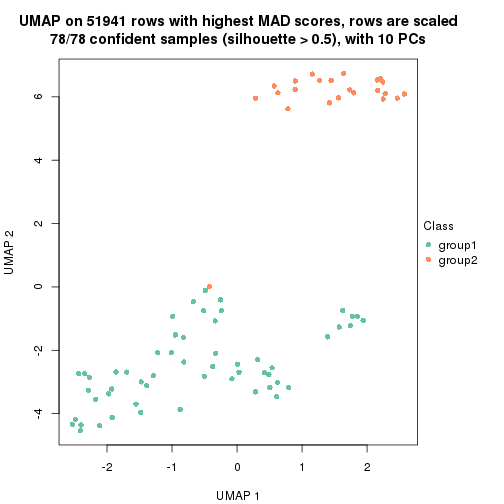 UMAP on 51941 rows with highest MAD scores, rows are scaled
78/78 confident samples (silhouette > 0.5), with 10 PCs
6
4
2
0
-2
-4
UMAP 2
-2
-1
0
1
2
UMAP 1
Class
group1
group2